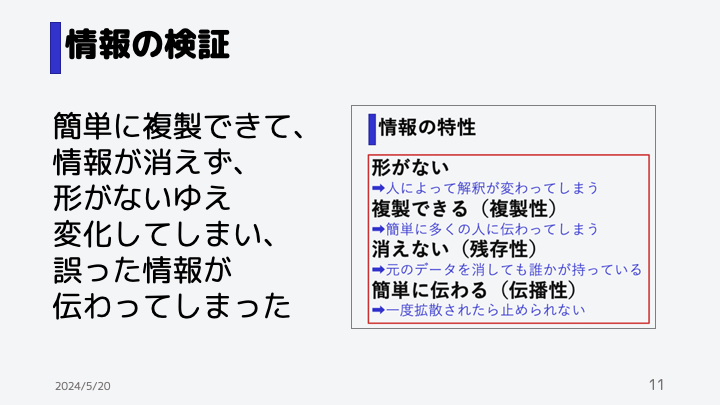 情報の検証
簡単に複製できて、
情報が消えず、
形がないゆえ
変化してしまい、
誤った情報が
伝わってしまった
情報の特性
形がない
➡人によって解釈が変わってしまう
複製できる（複製性）
➡簡単に多くの人に伝わってしまう
消えない（残存性）
➡元のデータを消しても誰かが持っている
簡単に伝わる（伝播性）
➡一度拡散されたら止められない
2024/5/20
11